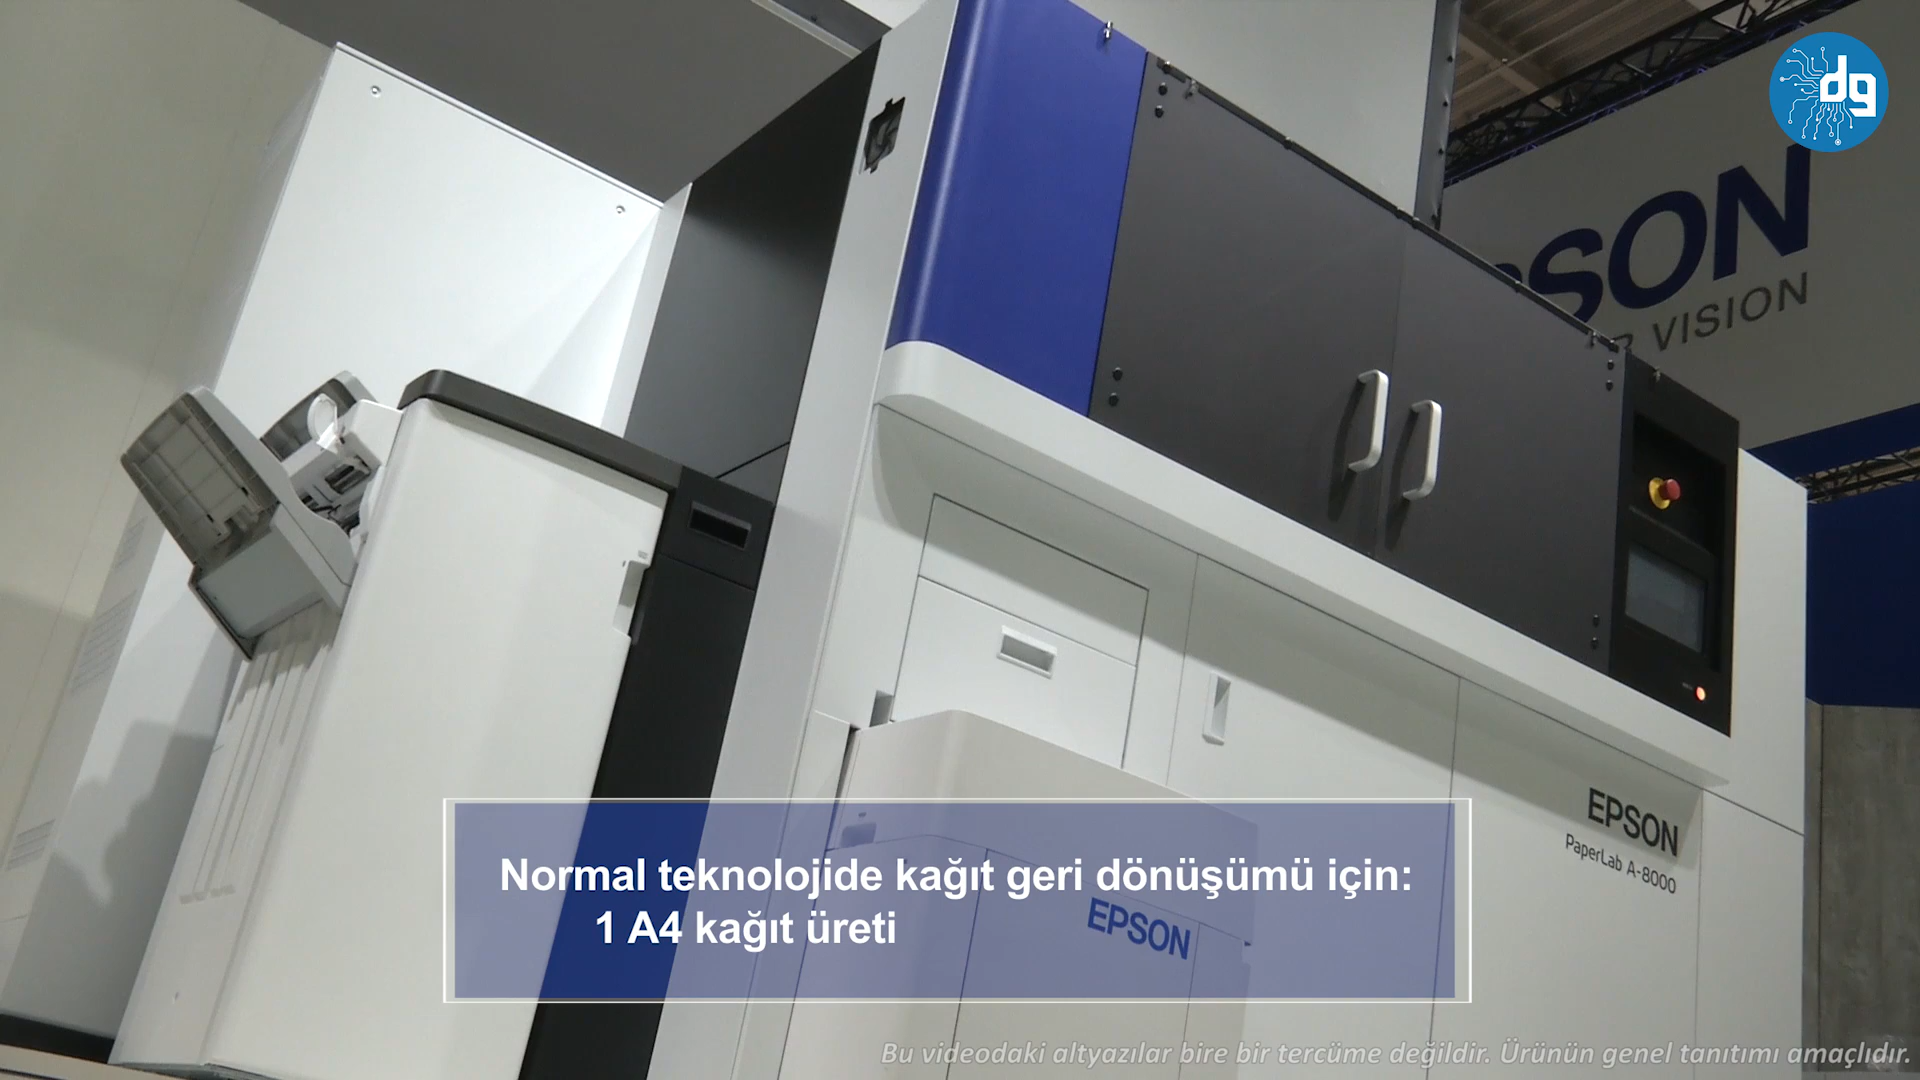 dg
EPSON
R VISION
EPSON
PaperLab A-8000
Normal teknolojide kağıt geri dönüşümü için:
1 A4 kağıt üreti
EPSON
Bu videodaki altyazılar bire bir tercüme değildir. Ürünün genel tanıtımı amaçlıdır.